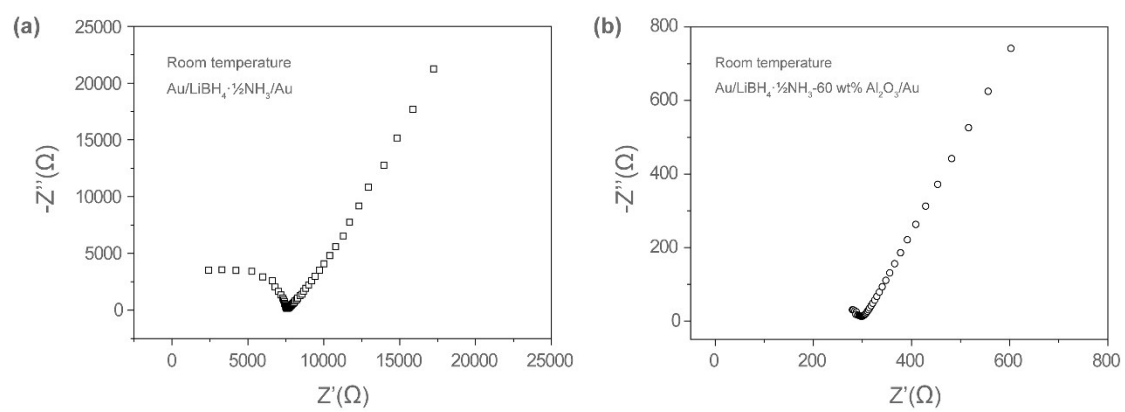 (a)
25000
20000
15000
10000
5000
0
-Z''(Ω)
Room temperature
Au/LiBH₄·½NH₃/Au
0 5000 10000 15000 20000 25000
Z'(Ω)
(b)
800
600
400
200
0
-Z''(Ω)
Room temperature
Au/LiBH₄·½NH₃-60 wt% Al₂O₃/Au
0 200 400 600 800
Z'(Ω)